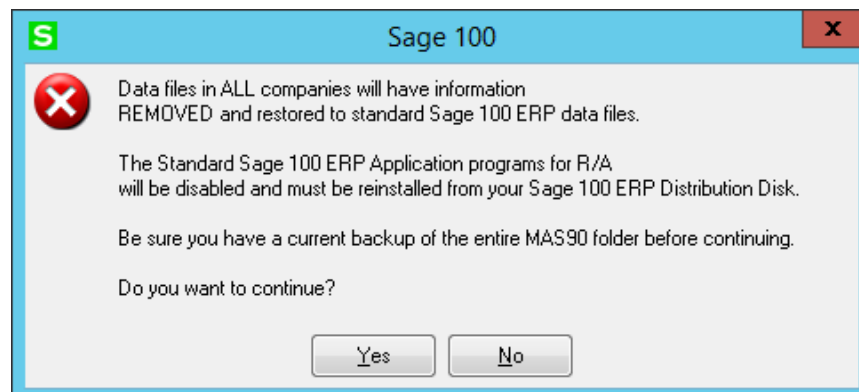 S
Sage 100
x
Data files in ALL companies will have information
REMOVED and restored to standard Sage 100 ERP data files.
The Standard Sage 100 ERP Application programs for R/A
will be disabled and must be reinstalled from your Sage 100 ERP Distribution Disk.
Be sure you have a current backup of the entire MAS90 folder before continuing.
Do you want to continue?
Yes
No